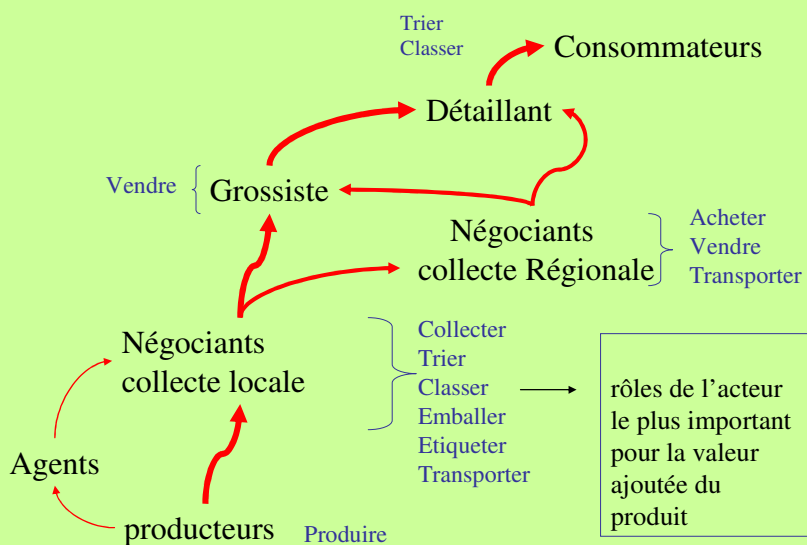 Trier
Classer
Consommateurs
Détaillant
Vendre
Grossiste
Négociants
collecte Régionale
Acheter
Vendre
Transporter
Négociants
collecte locale
Collecter
Trier
Classer
Emballer
Etiqueter
Transporter
rôles de l’acteur
le plus important
pour la valeur
ajoutée du
produit
Agents
producteurs
Produire